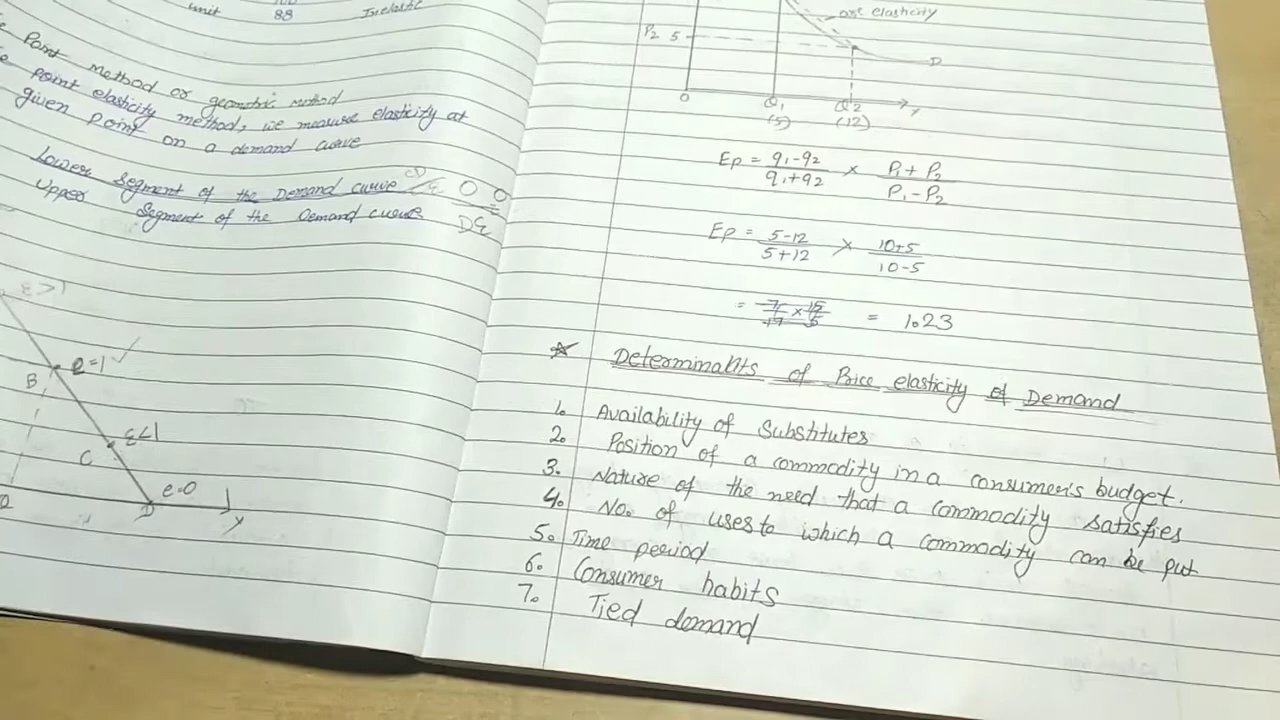 unit 88 Inelastic
Point method or geometric method
Point elasticity method, we measure elasticity at
given point on a demand curve
Lower Segment of the Demand curve
Upper Segment of the Demand curve
E>1
e=1
B
E<1
C
e=0
D
arc elasticity
P2 5
D
0 Q1 Q2
(5) (12)
Ep = q1-q2 / q1+q2 × P1+P2 / P1-P2
Ep = 5-12 / 5+12 × 10+5 / 10-5
= 7/17 × 15/5 = 1.23
Determinants of Price elasticity of Demand
1. Availability of Substitutes
2. Position of a commodity in a consumer's budget.
3. Nature of the need that a commodity satisfies
4. No. of uses to which a commodity can be put
5. Time period
6. Consumer habits
7. Tied demand